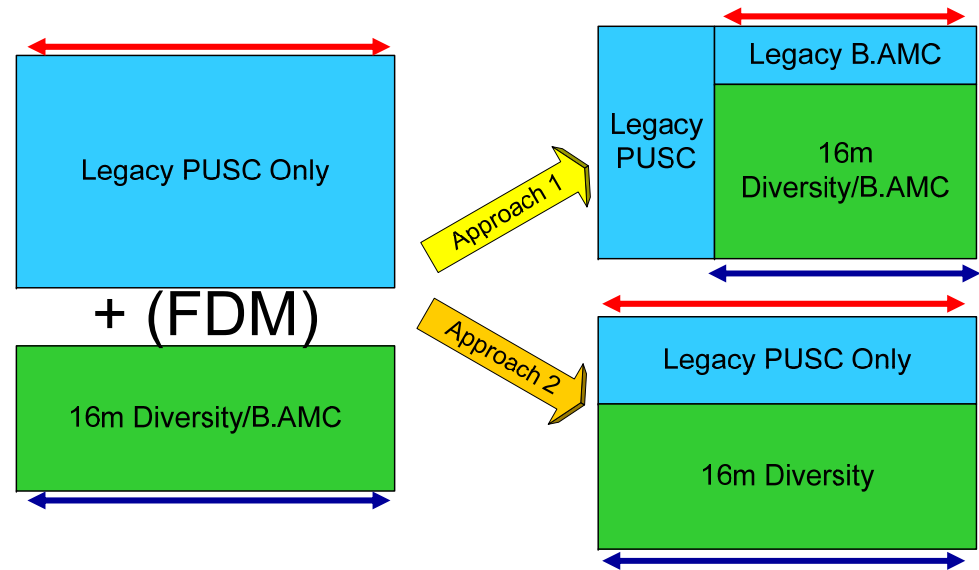 Legacy PUSC Only
+ (FDM)
16m Diversity/B.AMC
Approach 1
Approach 2
Legacy
PUSC
Legacy B.AMC
16m
Diversity/B.AMC
Legacy PUSC Only
16m Diversity